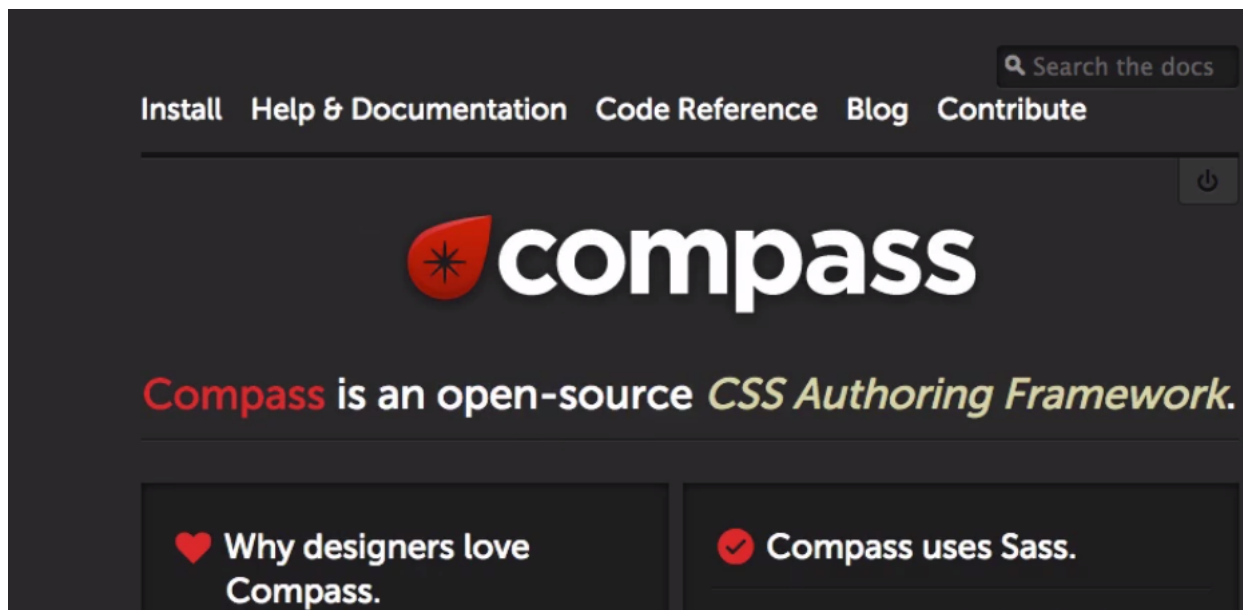 Search the docs
Install Help & Documentation Code Reference Blog Contribute
compass
Compass is an open-source CSS Authoring Framework.
Why designers love
Compass.
Compass uses Sass.